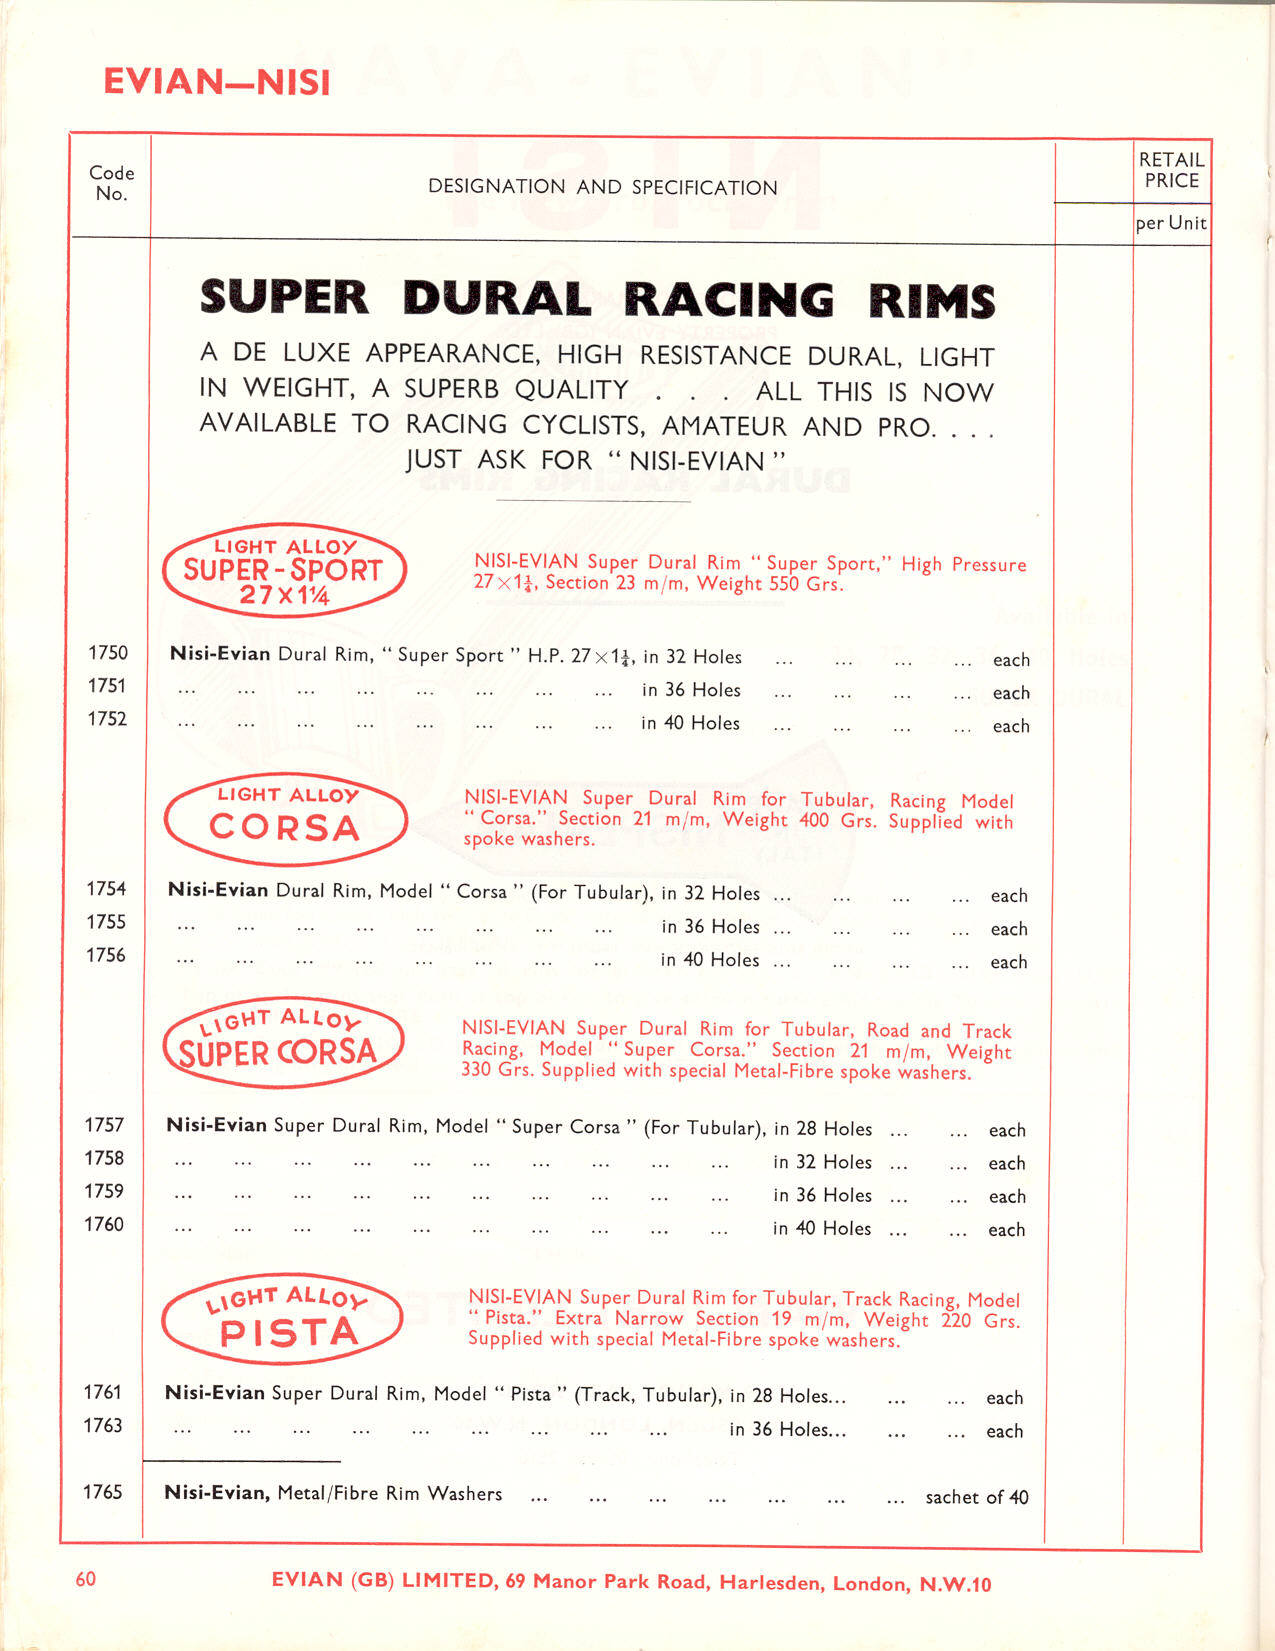 EVIAN—NISI
Code No.
DESIGNATION AND SPECIFICATION
RETAIL PRICE
per Unit
SUPER DURAL RACING RIMS
A DE LUXE APPEARANCE, HIGH RESISTANCE DURAL, LIGHT
IN WEIGHT, A SUPERB QUALITY . . . ALL THIS IS NOW
AVAILABLE TO RACING CYCLISTS, AMATEUR AND PRO. . . .
JUST ASK FOR “ NISI-EVIAN ”
LIGHT ALLOY
SUPER-SPORT
27X1¼
NISI-EVIAN Super Dural Rim “ Super Sport,” High Pressure
27×1¼, Section 23 m/m, Weight 550 Grs.
1750 Nisi-Evian Dural Rim, “ Super Sport ” H.P. 27×1¼, in 32 Holes ... ... ... ... each
1751 ... ... ... ... ... ... ... ... in 36 Holes ... ... ... ... each
1752 ... ... ... ... ... ... ... ... in 40 Holes ... ... ... ... each
LIGHT ALLOY
CORSA
NISI-EVIAN Super Dural Rim for Tubular, Racing Model
“ Corsa.” Section 21 m/m, Weight 400 Grs. Supplied with
spoke washers.
1754 Nisi-Evian Dural Rim, Model “ Corsa ” (For Tubular), in 32 Holes ... ... ... ... each
1755 ... ... ... ... ... ... ... ... in 36 Holes ... ... ... ... each
1756 ... ... ... ... ... ... ... ... in 40 Holes ... ... ... ... each
LIGHT ALLOY
SUPER CORSA
NISI-EVIAN Super Dural Rim for Tubular, Road and Track
Racing, Model “ Super Corsa.” Section 21 m/m, Weight
330 Grs. Supplied with special Metal-Fibre spoke washers.
1757 Nisi-Evian Super Dural Rim, Model “ Super Corsa ” (For Tubular), in 28 Holes ... ... each
1758 ... ... ... ... ... ... ... ... ... ... in 32 Holes ... ... each
1759 ... ... ... ... ... ... ... ... ... ... in 36 Holes ... ... each
1760 ... ... ... ... ... ... ... ... ... ... in 40 Holes ... ... each
LIGHT ALLOY
PISTA
NISI-EVIAN Super Dural Rim for Tubular, Track Racing, Model
“ Pista.” Extra Narrow Section 19 m/m, Weight 220 Grs.
Supplied with special Metal-Fibre spoke washers.
1761 Nisi-Evian Super Dural Rim, Model “ Pista ” (Track, Tubular), in 28 Holes... ... ... each
1763 ... ... ... ... ... ... ... ... ... in 36 Holes... ... ... each
1765 Nisi-Evian, Metal/Fibre Rim Washers ... ... ... ... ... ... ... sachet of 40
60 EVIAN (GB) LIMITED, 69 Manor Park Road, Harlesden, London, N.W.10